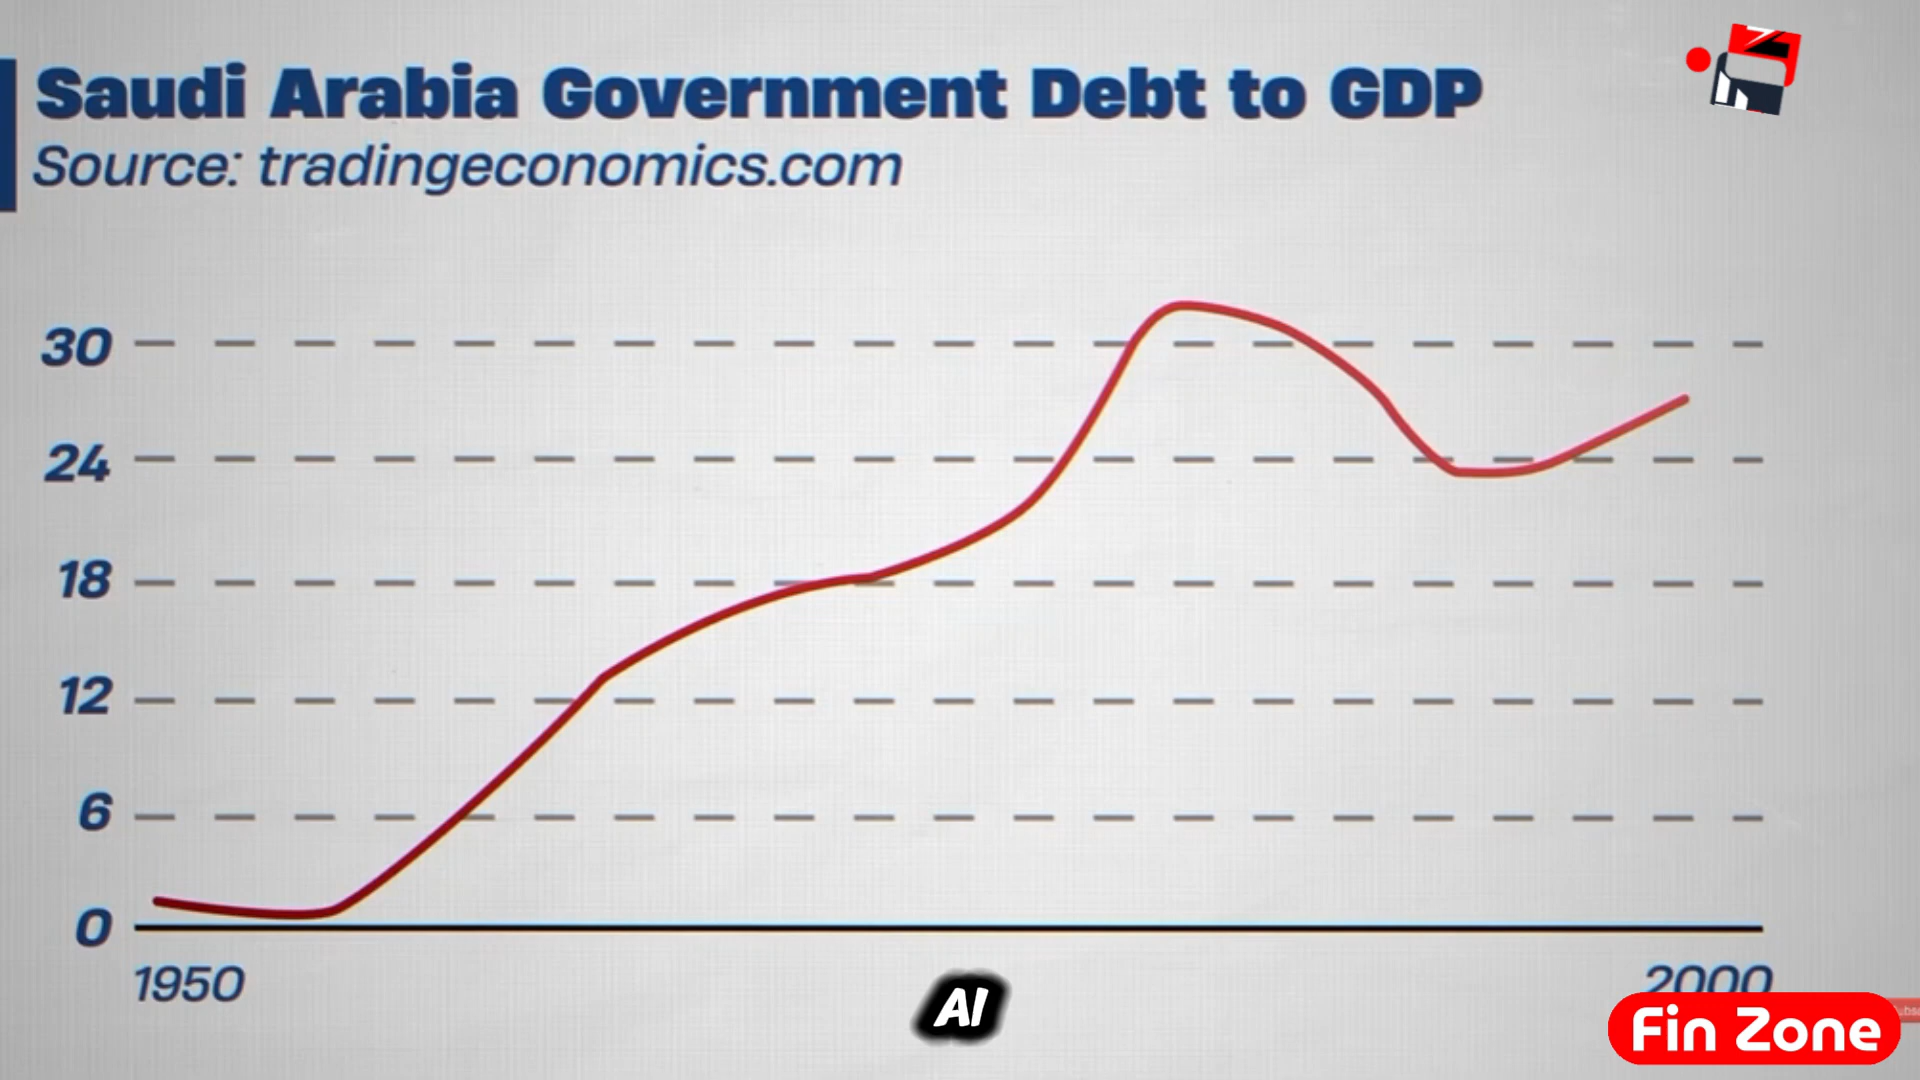 Saudi Arabia Government Debt to GDP
Source: tradingeconomics.com
30
24
18
12
6
0
1950
2000
AI
Fin Zone